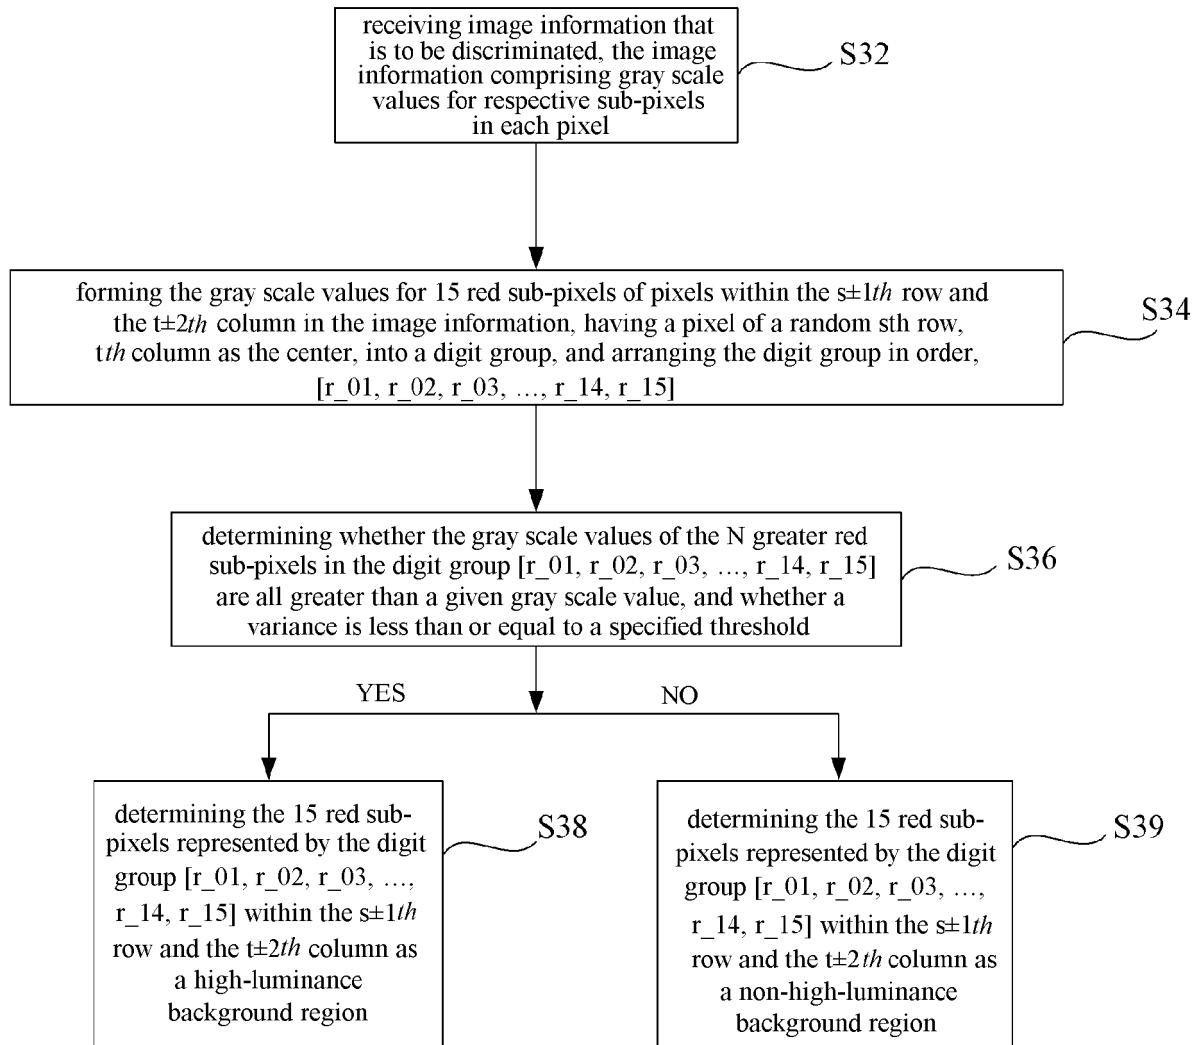 receiving image information that
is to be discriminated, the image
information comprising gray scale
values for respective sub-pixels
in each pixel
S32
forming the gray scale values for 15 red sub-pixels of pixels within the s±1th row and
the t±2th column in the image information, having a pixel of a random sth row,
tth column as the center, into a digit group, and arranging the digit group in order,
[r_01, r_02, r_03, …, r_14, r_15]
S34
determining whether the gray scale values of the N greater red
sub-pixels in the digit group [r_01, r_02, r_03, …, r_14, r_15]
are all greater than a given gray scale value, and whether a
variance is less than or equal to a specified threshold
S36
YES
NO
determining the 15 red sub-
pixels represented by the digit
group [r_01, r_02, r_03, …,
r_14, r_15] within the s±1th
row and the t±2th column as
a high-luminance
background region
S38
determining the 15 red sub-
pixels represented by the digit
group [r_01, r_02, r_03, …,
r_14, r_15] within the s±1th
row and the t±2th column as
a non-high-luminance
background region
S39